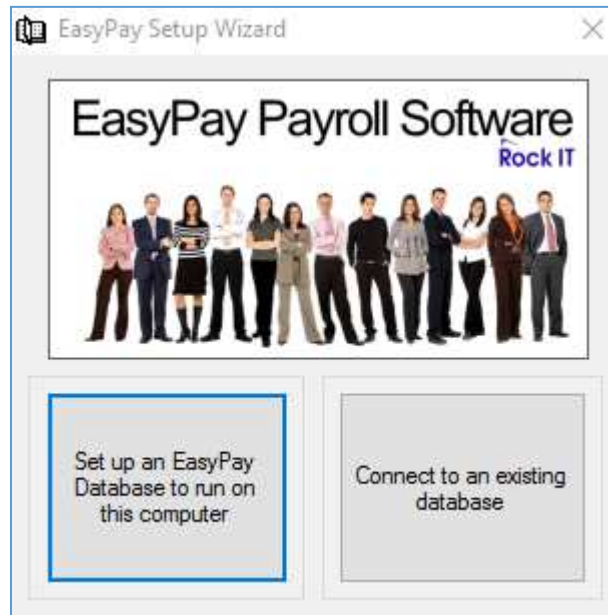 EasyPay Setup Wizard
EasyPay Payroll Software
Rock IT
Set up an EasyPay
Database to run on
this computer
Connect to an existing
database